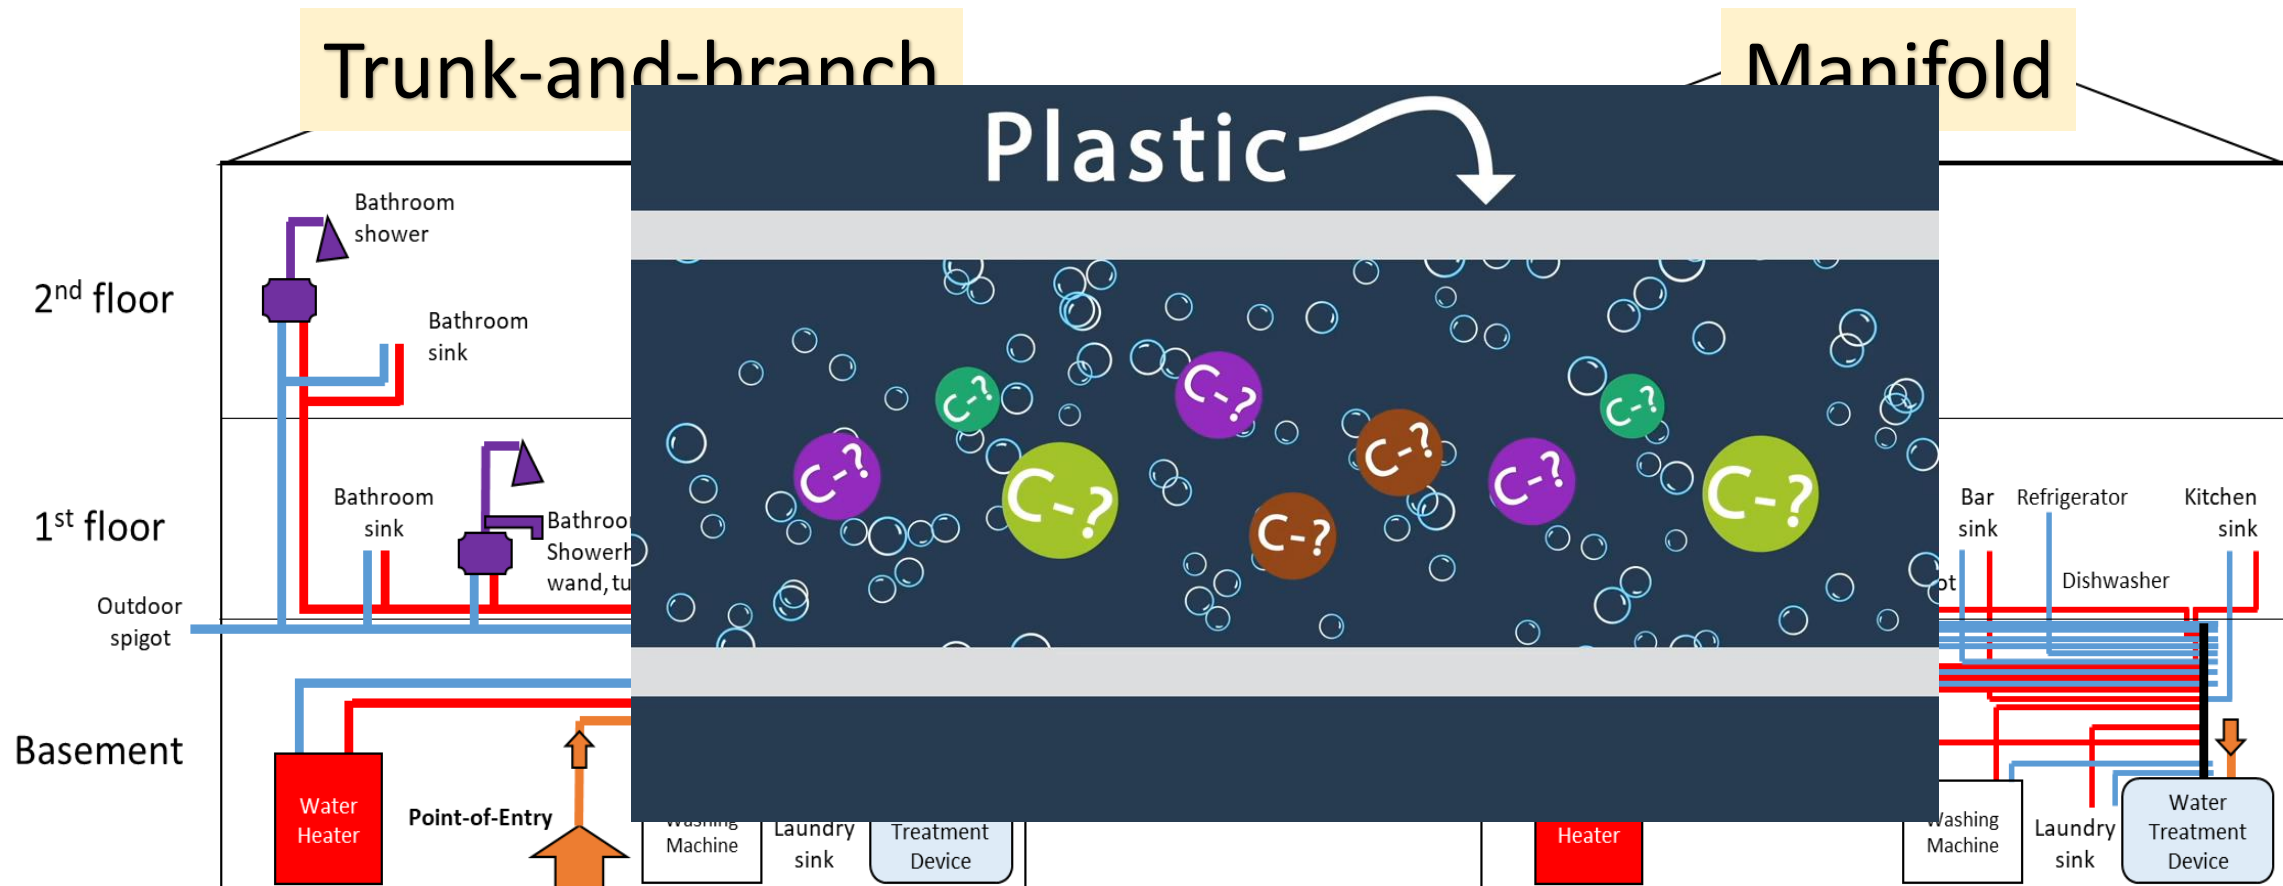 Trunk-and-branch
Manifold
Plastic
Bathroom
shower
2nd floor
Bathroom
sink
C-?
C-?
C-?
C-?
C-?
C-?
C-?
C-?
C-?
Bathroom
sink
1st floor
Outdoor
spigot
Bar
sink
Refrigerator
Kitchen
sink
Dishwasher
Basement
Water
Heater
Point-of-Entry
Washing
Machine
Laundry
sink
Treatment
Device
Heater
Washing
Machine
Laundry
sink
Water
Treatment
Device